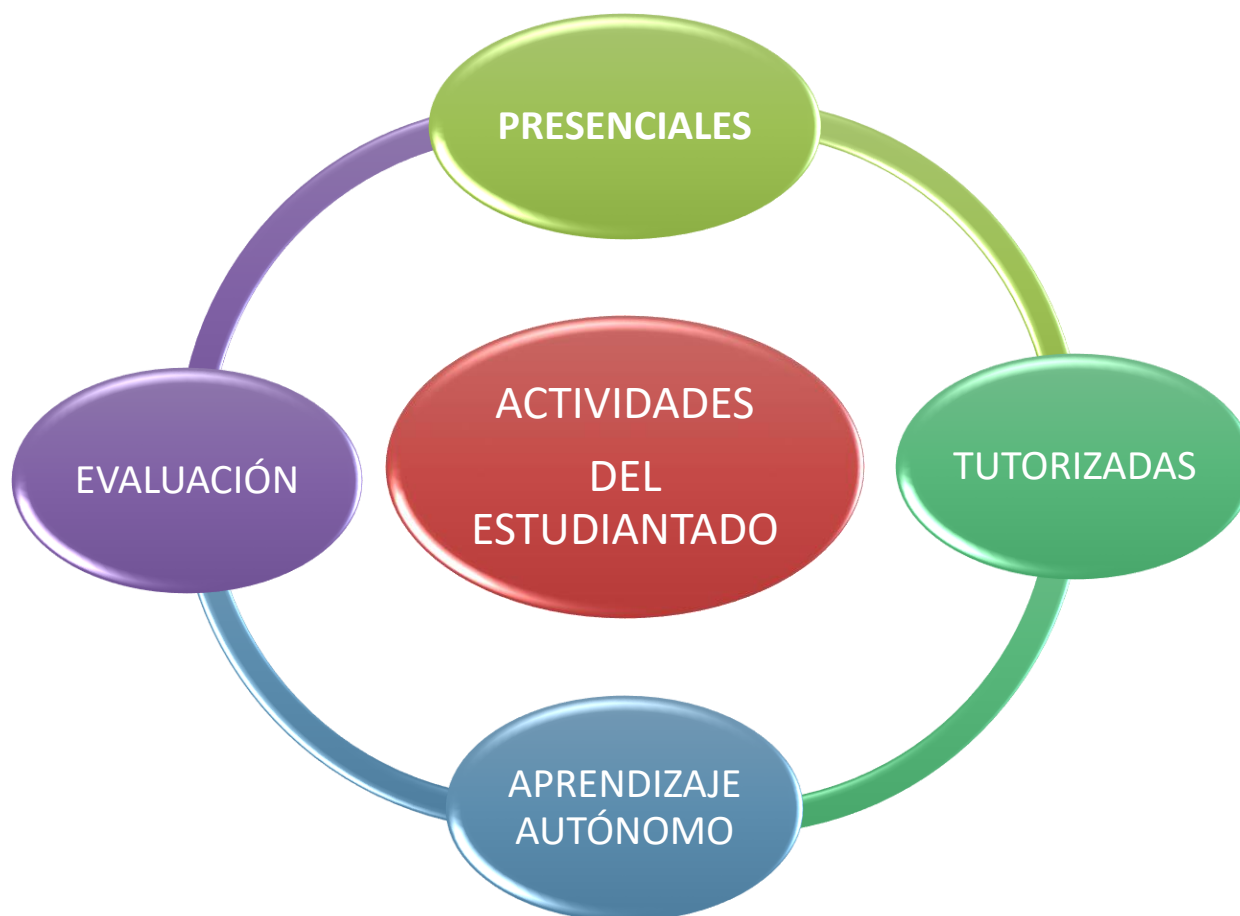 PRESENCIALES
ACTIVIDADES
DEL
ESTUDIANTADO
EVALUACIÓN
TUTORIZADAS
APRENDIZAJE
AUTÓNOMO